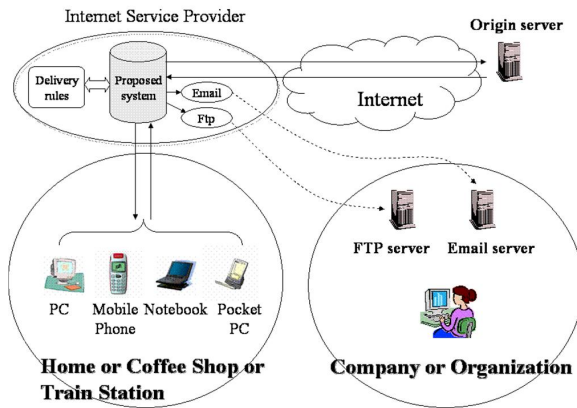 Internet Service Provider
Origin server
Delivery
rules
Proposed
system
Email
Ftp
Internet
FTP server
Email server
PC
Mobile
Phone
Notebook
Pocket
PC
Home or Coffee Shop or
Train Station
Company or Organization